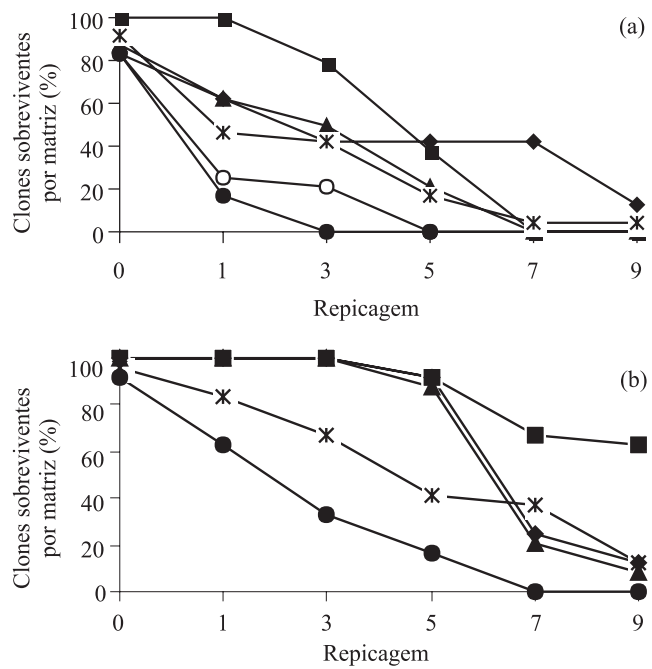 (a)
Clones sobreviventes
por matriz (%)
100
80
60
40
20
0
0 1 3 5 7 9
Repicagem
(b)
Clones sobreviventes
por matriz (%)
100
80
60
40
20
0
0 1 3 5 7 9
Repicagem